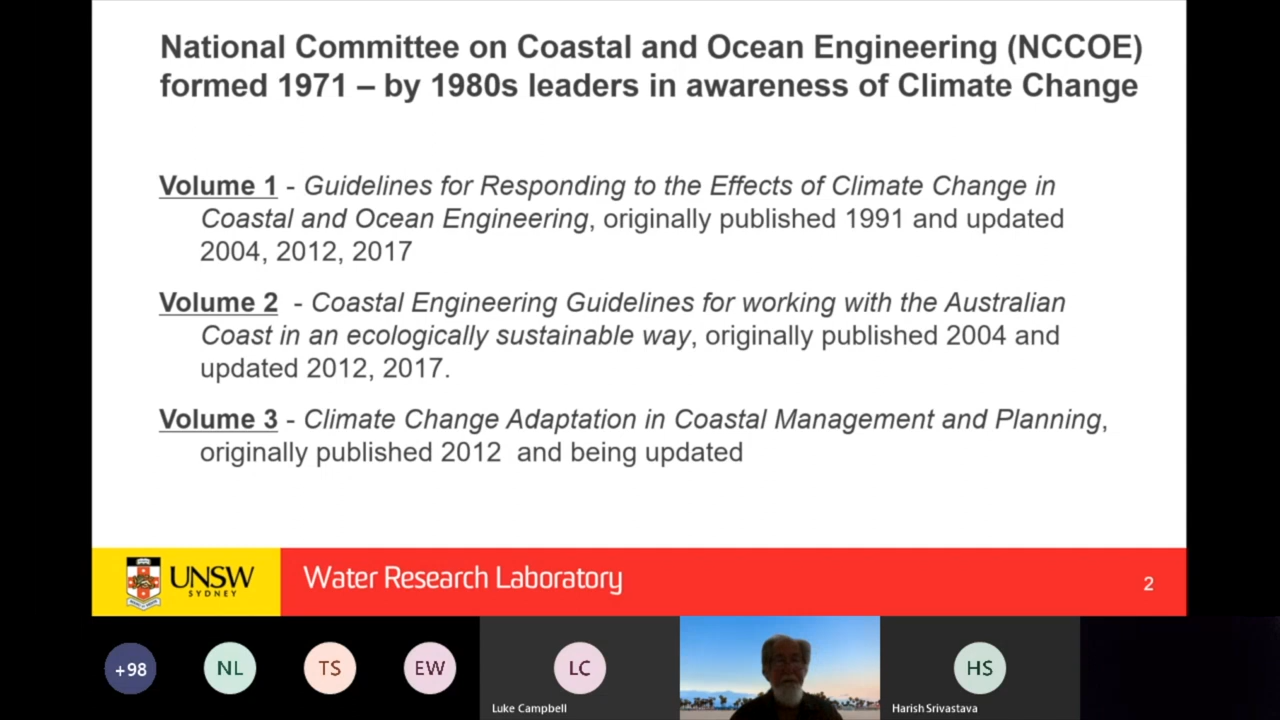 National Committee on Coastal and Ocean Engineering (NCCOE)
formed 1971 – by 1980s leaders in awareness of Climate Change
Volume 1 - Guidelines for Responding to the Effects of Climate Change in
Coastal and Ocean Engineering, originally published 1991 and updated
2004, 2012, 2017
Volume 2 - Coastal Engineering Guidelines for working with the Australian
Coast in an ecologically sustainable way, originally published 2004 and
updated 2012, 2017.
Volume 3 - Climate Change Adaptation in Coastal Management and Planning,
originally published 2012 and being updated
UNSW
SYDNEY
Water Research Laboratory
2
+98
NL
TS
EW
LC
HS
Luke Campbell
Harish Srivastava